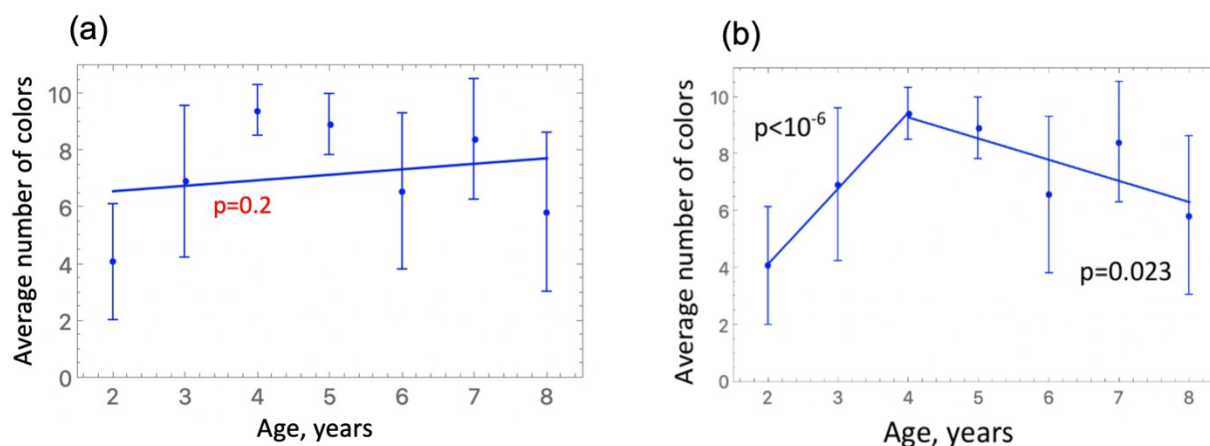 (a)
Average number of colors
10
8
6
4
2
0
p=0.2
2 3 4 5 6 7 8
Age, years
(b)
Average number of colors
10
8
6
4
2
0
p<10⁻⁶
p=0.023
2 3 4 5 6 7 8
Age, years